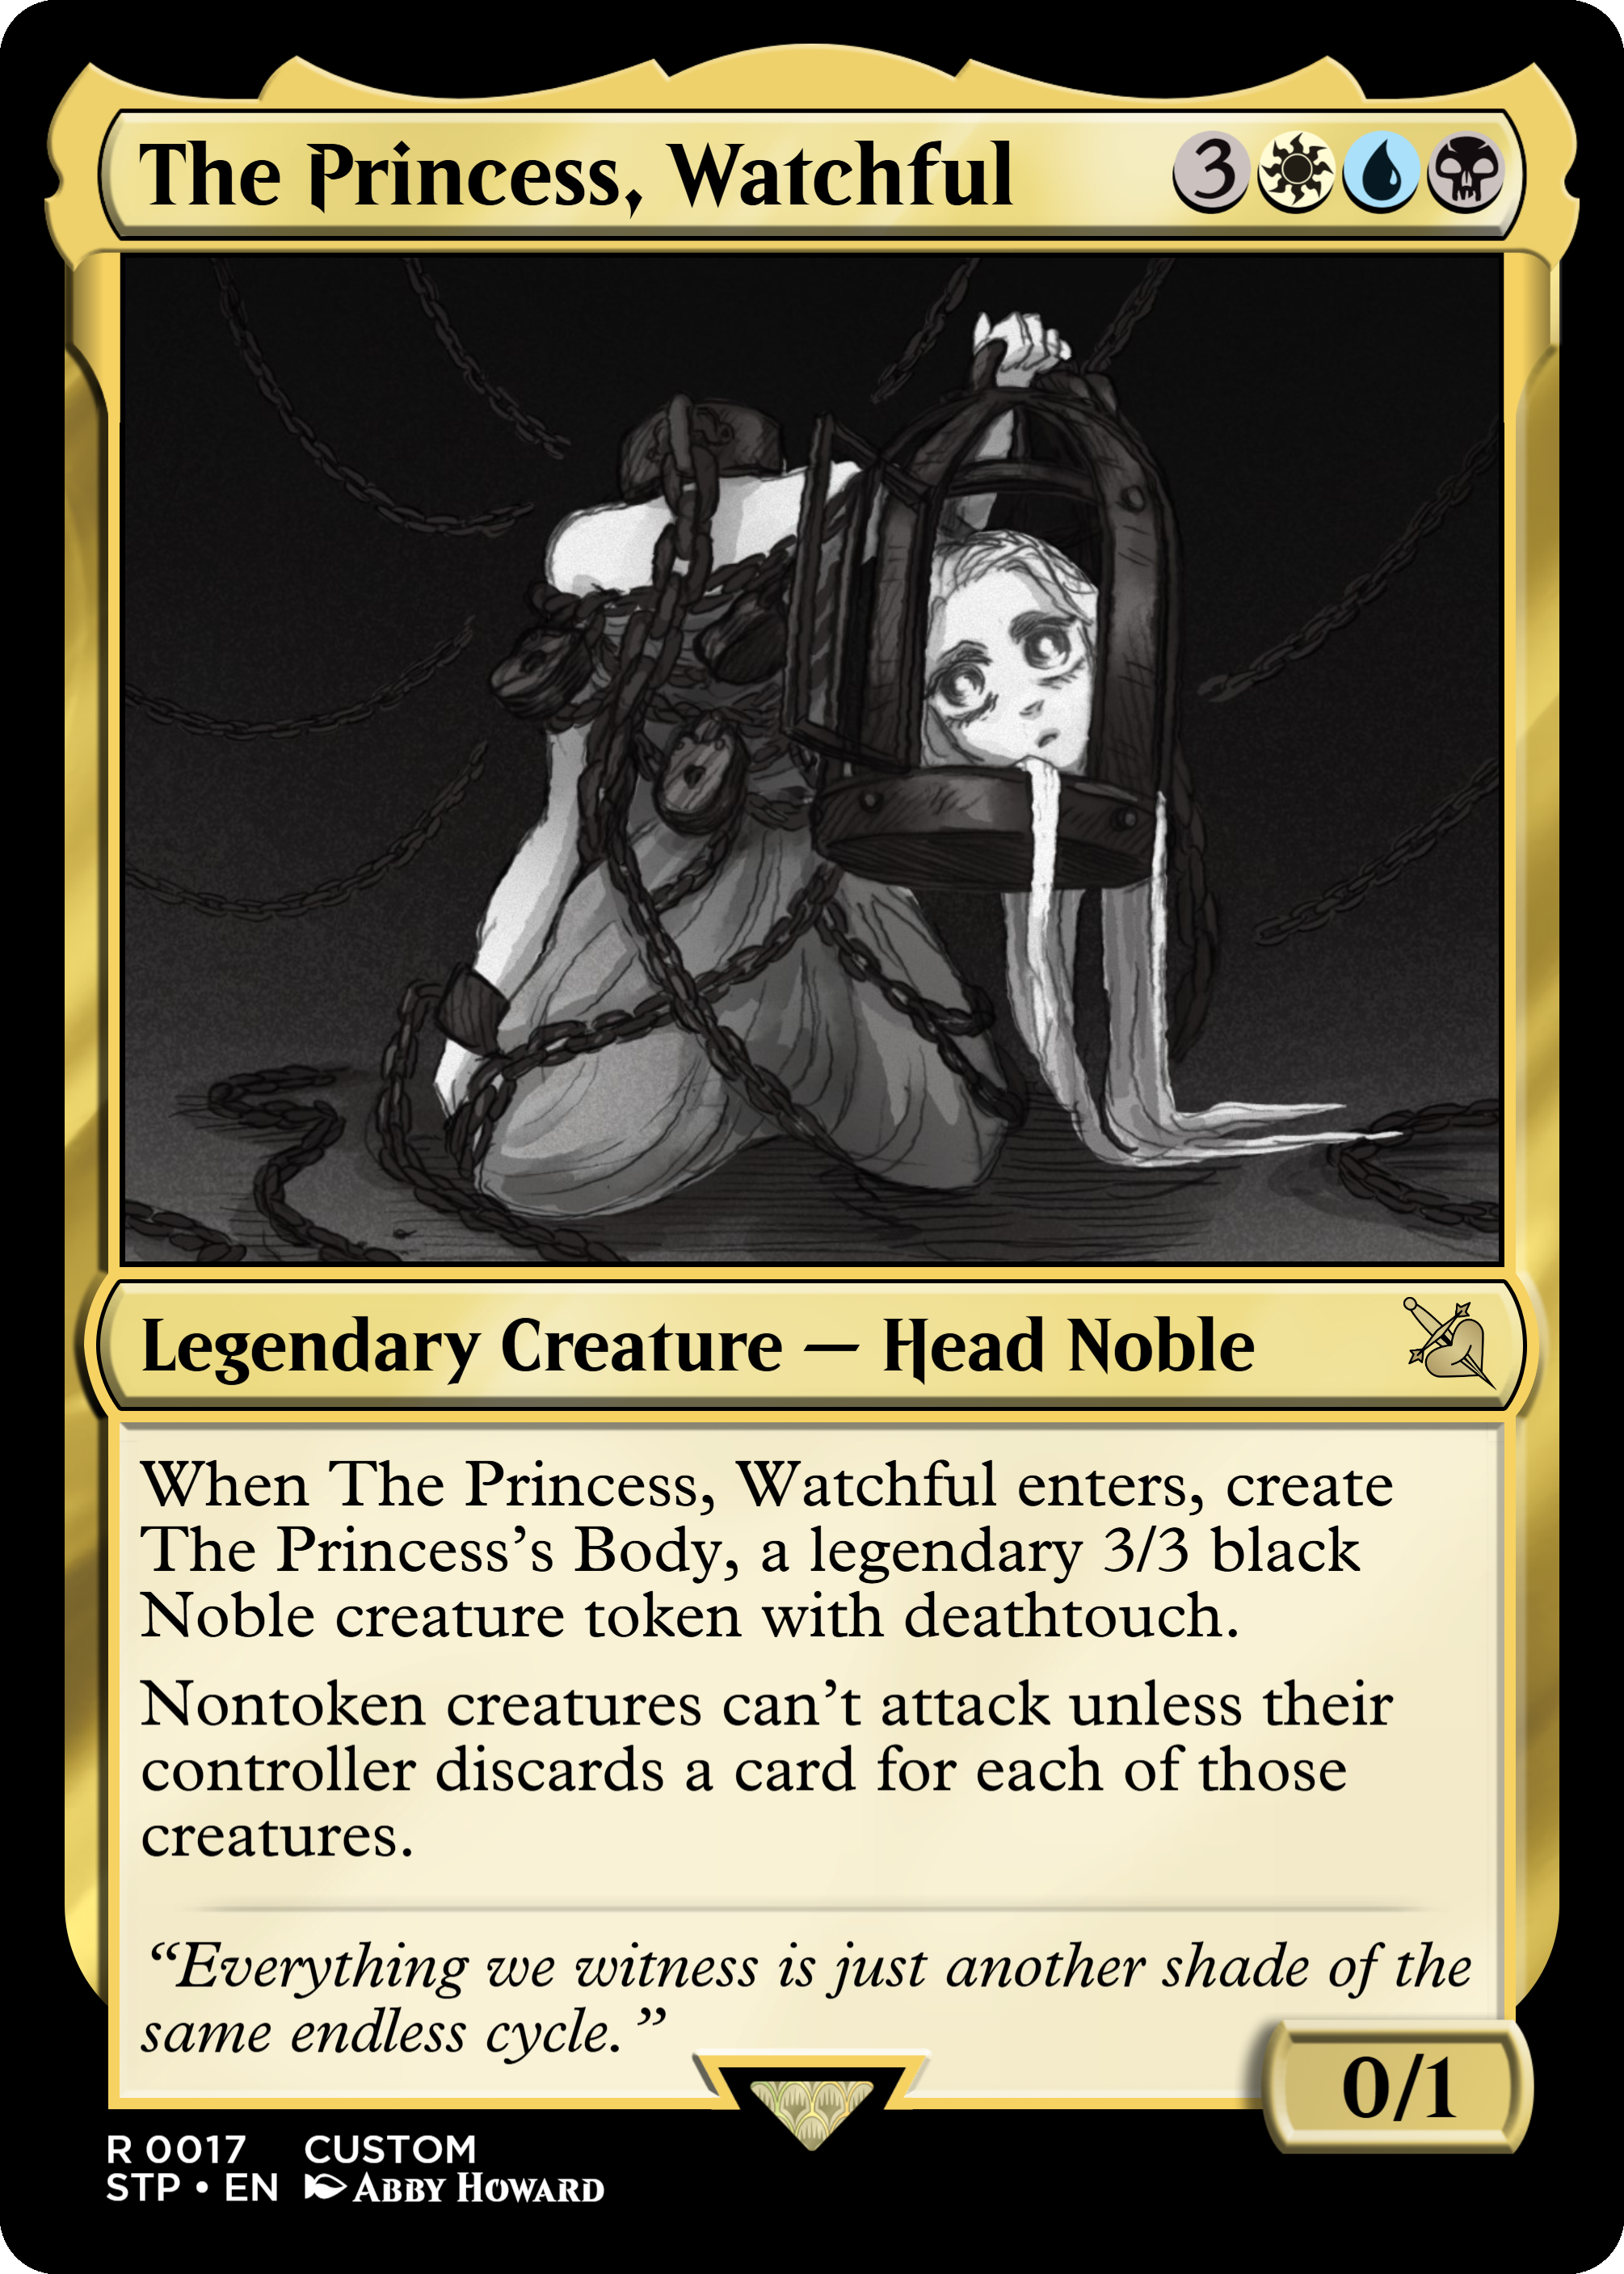 The Princess, Watchful 3
Legendary Creature — Head Noble
When The Princess, Watchful enters, create
The Princess’s Body, a legendary 3/3 black
Noble creature token with deathtouch.
Nontoken creatures can’t attack unless their
controller discards a card for each of those
creatures.
“Everything we witness is just another shade of the
same endless cycle.”
0/1
R 0017 CUSTOM
STP • EN Abby Howard